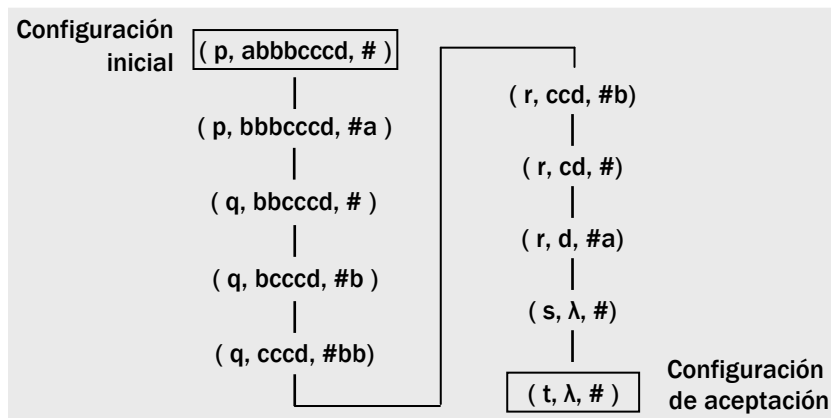 Configuración
inicial
( p, abbbcccd, # )
( p, bbbcccd, #a )
( q, bbcccd, # )
( q, bcccd, #b )
( q, cccd, #bb)
( r, ccd, #b)
( r, cd, #)
( r, d, #a)
( s, λ, #)
( t, λ, # )
Configuración
de aceptación